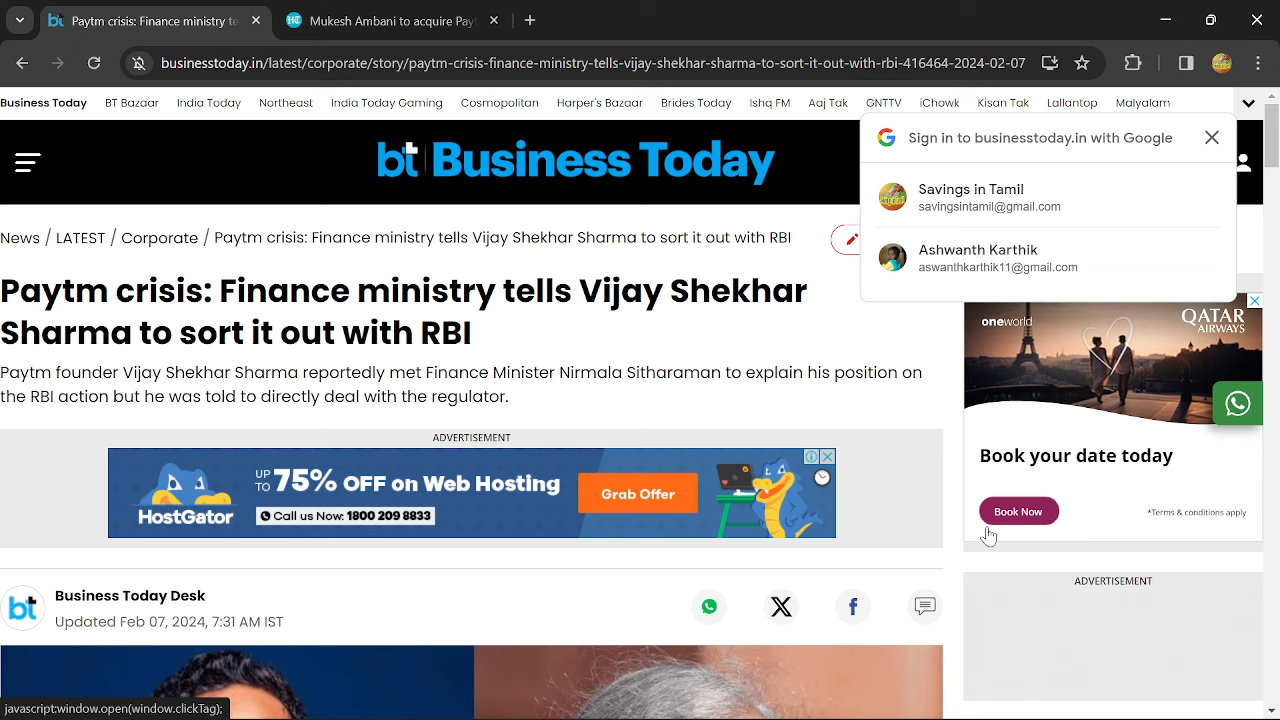 Paytm crisis: Finance ministry te
Mukesh Ambani to acquire Pay
businesstoday.in/latest/corporate/story/paytm-crisis-finance-ministry-tells-vijay-shekhar-sharma-to-sort-it-out-with-rbi-416464-2024-02-07
Business Today BT Bazaar India Today Northeast India Today Gaming Cosmopolitan Harper's Bazaar Brides Today Ishq FM Aaj Tak GNTTV iChowk Kisan Tak Lallantop Malyalam
bt Business Today
Sign in to businesstoday.in with Google
Savings in Tamil
savingsintamil@gmail.com
Ashwanth Karthik
aswanthkarthik11@gmail.com
News / LATEST / Corporate / Paytm crisis: Finance ministry tells Vijay Shekhar Sharma to sort it out with RBI
Paytm crisis: Finance ministry tells Vijay Shekhar
Sharma to sort it out with RBI
Paytm founder Vijay Shekhar Sharma reportedly met Finance Minister Nirmala Sitharaman to explain his position on
the RBI action but he was told to directly deal with the regulator.
ADVERTISEMENT
HostGator
UP TO 75% OFF on Web Hosting
Call us Now: 1800 209 8833
Grab Offer
oneworld
QATAR
AIRWAYS
Book your date today
Book Now
*Terms & conditions apply
ADVERTISEMENT
bt
Business Today Desk
Updated Feb 07, 2024, 7:31 AM IST
javascript:window.open(window.clickTag);